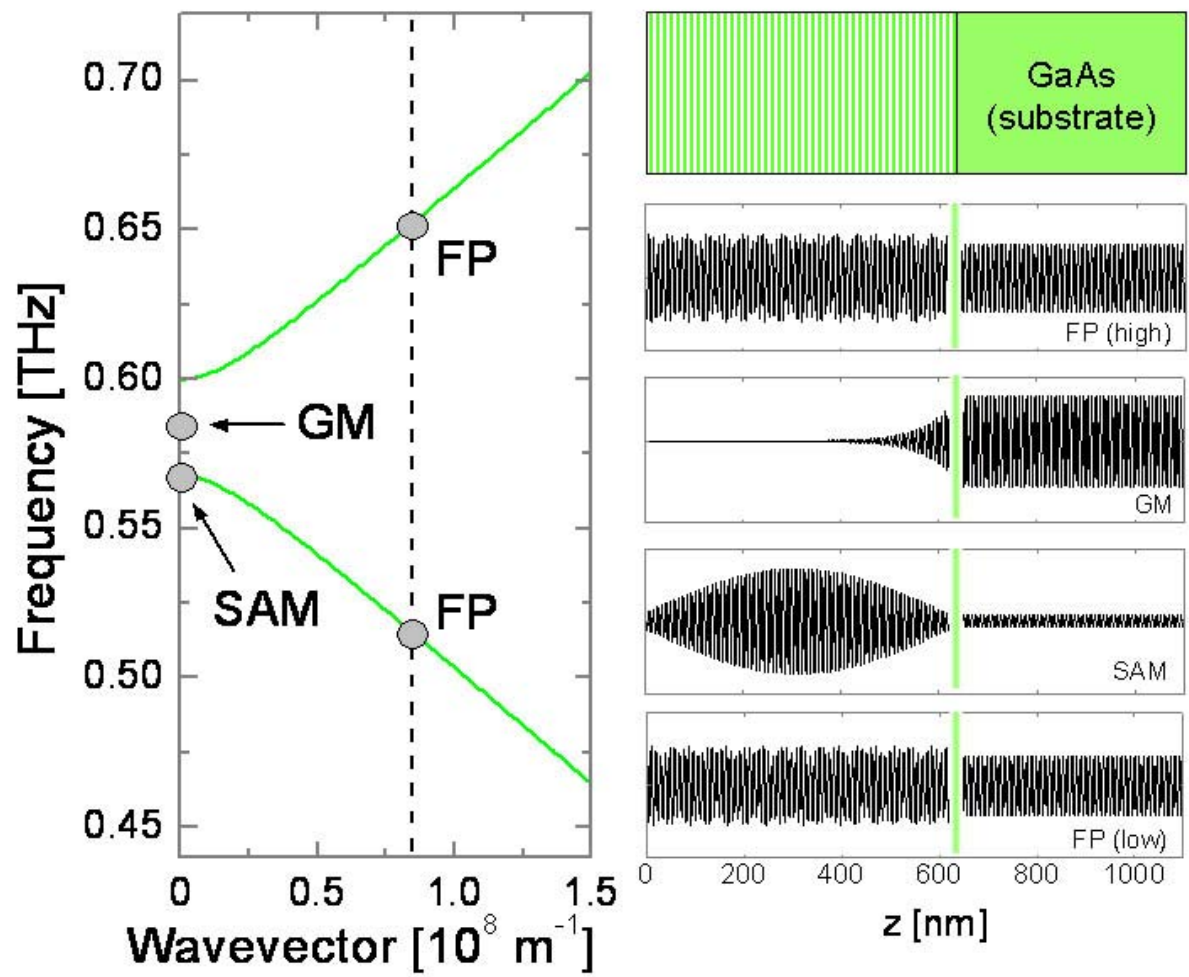 Frequency [THz]
0.70
0.65
0.60
0.55
0.50
0.45
FP
GM
SAM
FP
0
0.5
1.0
1.5
Wavevector [10⁸ m⁻¹]
GaAs
(substrate)
FP (high)
GM
SAM
FP (low)
0
200
400
600
800
1000
z [nm]